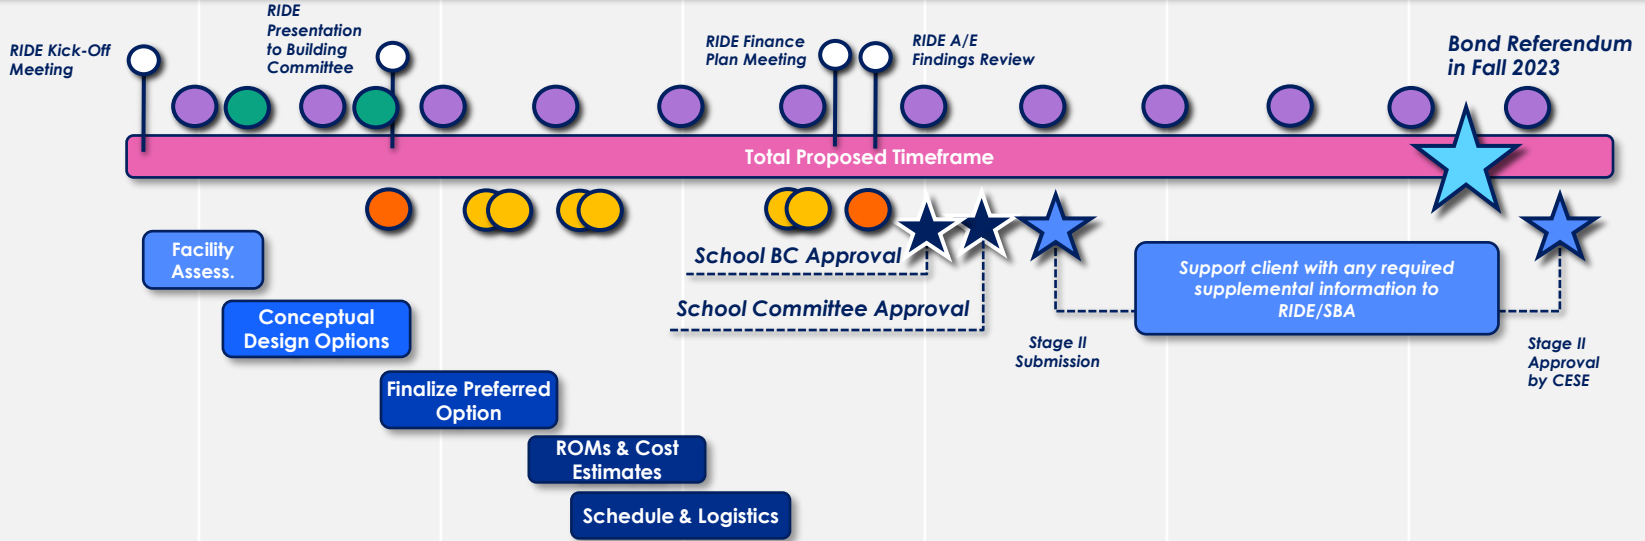 RIDE Kick-Off
Meeting
RIDE
Presentation
to Building
Committee
RIDE Finance
Plan Meeting
RIDE A/E
Findings Review
Bond Referendum
in Fall 2023
Total Proposed Timeframe
Facility
Assess.
School BC Approval
School Committee Approval
Support client with any required
supplemental information to
RIDE/SBA
Conceptual
Design Options
Stage II
Submission
Stage II
Approval
by CESE
Finalize Preferred
Option
ROMs & Cost
Estimates
Schedule & Logistics